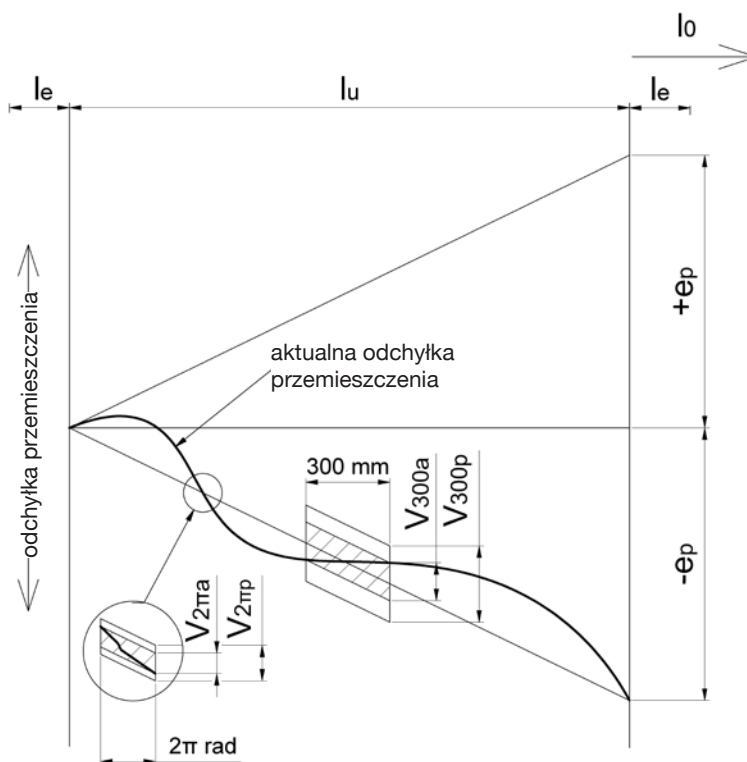 l0
le
lu
le
+ep
odchyłka przemieszczenia
aktualna odchyłka
przemieszczenia
300 mm
V300a
V300p
-ep
V2πa
V2πp
2π rad